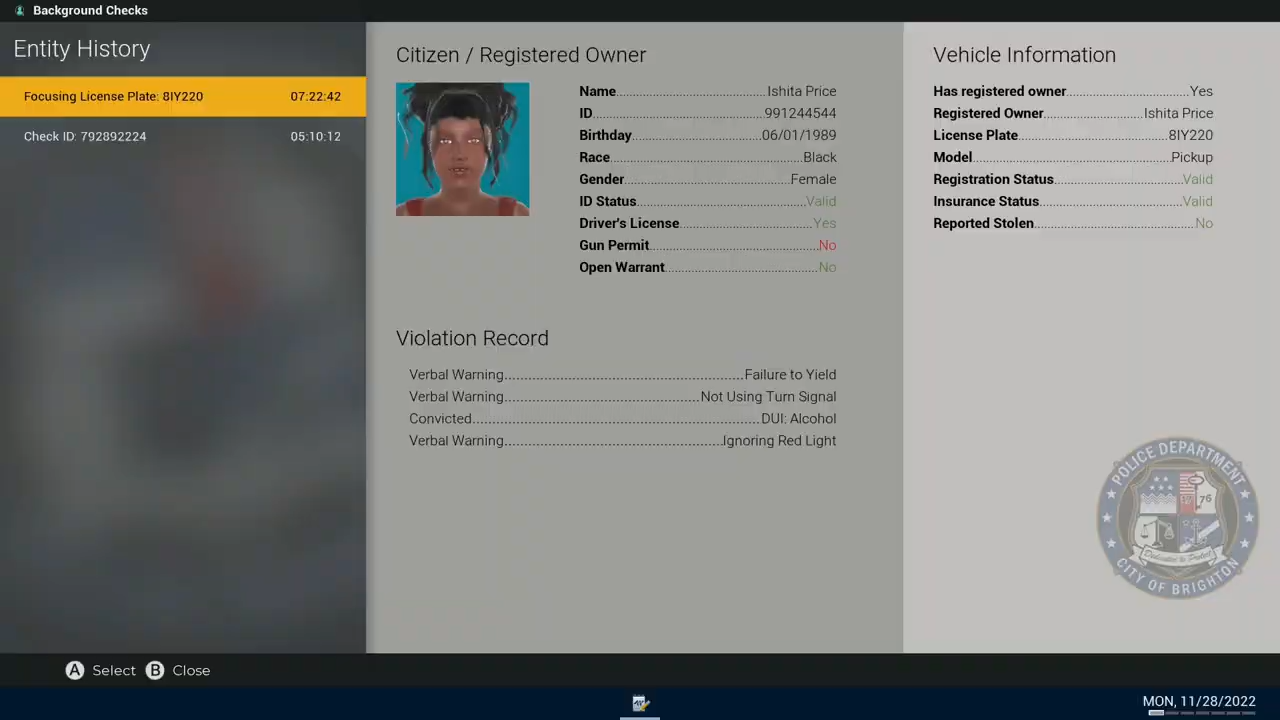 Background Checks
Entity History
Focusing License Plate: 8IY220 07:22:42
Check ID: 792892224 05:10:12
Citizen / Registered Owner
Name Ishita Price
ID 991244544
Birthday 06/01/1989
Race Black
Gender Female
ID Status Valid
Driver's License Yes
Gun Permit No
Open Warrant No
Violation Record
Verbal Warning Failure to Yield
Verbal Warning Not Using Turn Signal
Convicted DUI: Alcohol
Verbal Warning Ignoring Red Light
Vehicle Information
Has registered owner Yes
Registered Owner Ishita Price
License Plate 8IY220
Model Pickup
Registration Status Valid
Insurance Status Valid
Reported Stolen No
POLICE DEPARTMENT
17 76
Dedicated to Protect
CITY OF BRIGHTON
A Select B Close
MON, 11/28/2022